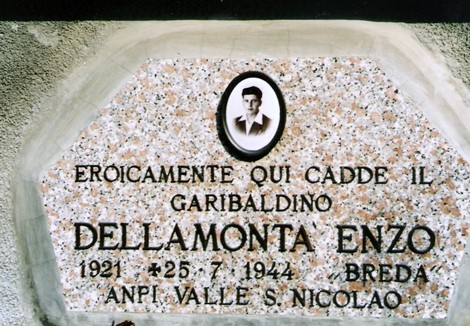 EROICAMENTE QUI CADDE IL
GARIBALDINO
DELLAMONTA' ENZO
1921 ✝25·7·1944 „BREDA"
ANPI VALLE S. NICOLAO